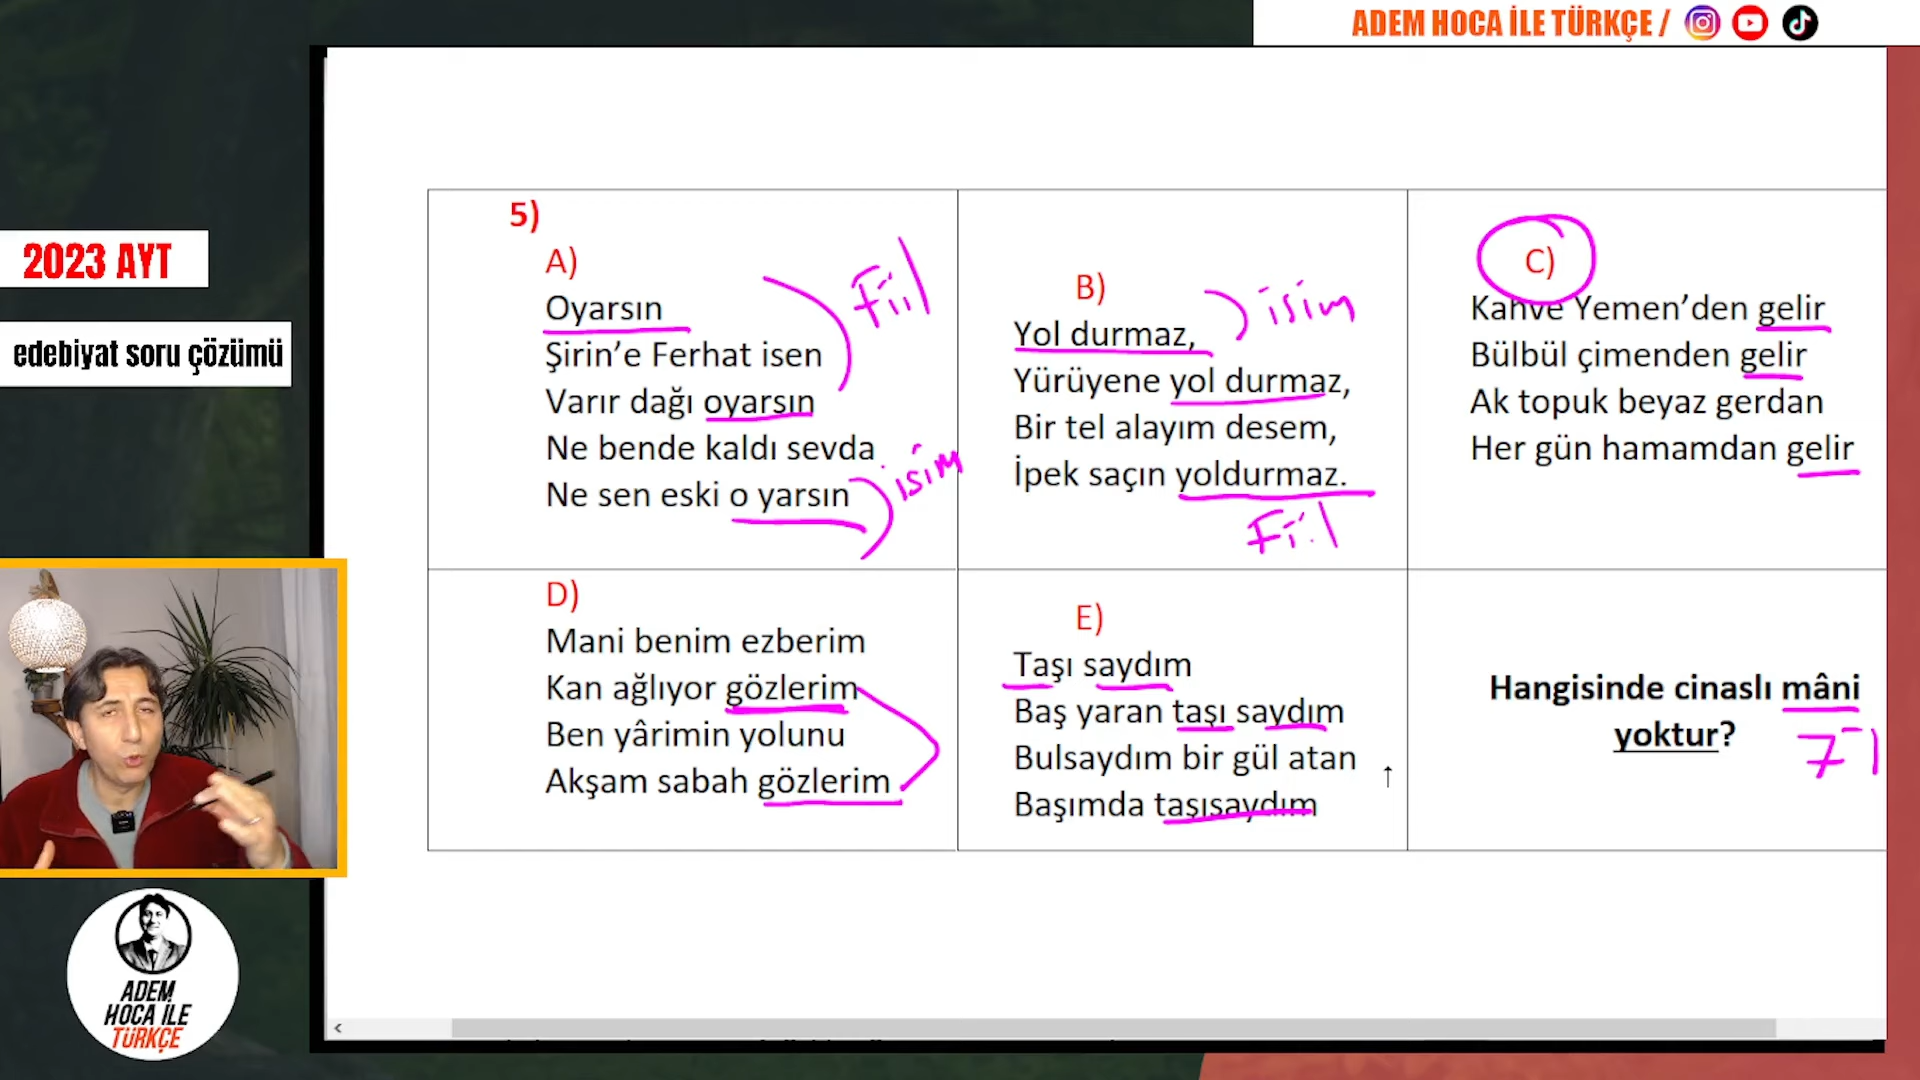 ADEM HOCA İLE TÜRKÇE /
2023 AYT
edebiyat soru çözümü
5)
A)
Oyarsın
Şirin'e Ferhat isen
Varır dağı oyarsın
Ne bende kaldı sevda
Ne sen eski o yarsın
Fiil
isim
B)
Yol durmaz,
Yürüyene yol durmaz,
Bir tel alayım desem,
İpek saçın yoldurmaz.
isim
Fiil
C)
Kahve Yemen'den gelir
Bülbül çimenden gelir
Ak topuk beyaz gerdan
Her gün hamamdan gelir
D)
Mani benim ezberim
Kan ağlıyor gözlerim
Ben yârimin yolunu
Akşam sabah gözlerim
E)
Taşı saydım
Baş yaran taşı saydım
Bulsaydım bir gül atan
Başımda taşısaydım
Hangisinde cinaslı mâni
yoktur?
7
ADEM
HOCA İLE
TÜRKÇE